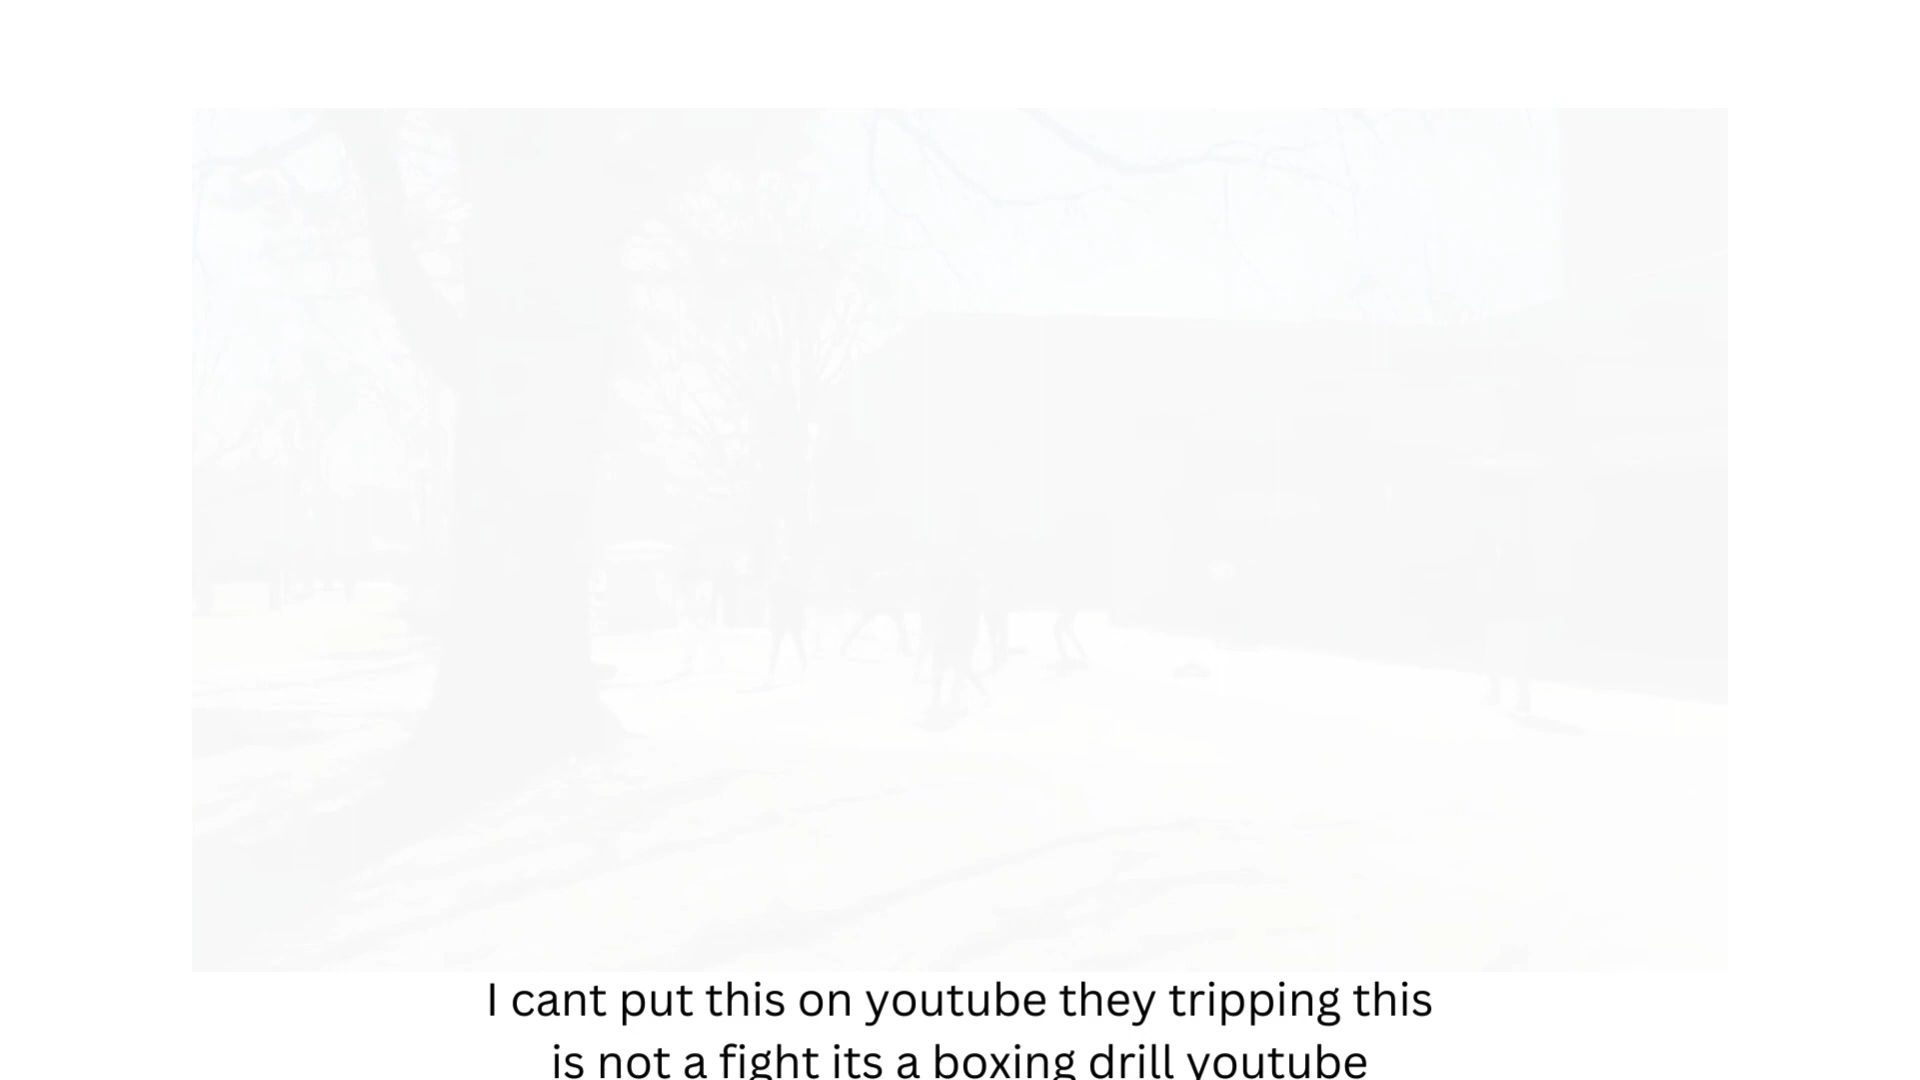 I cant put this on youtube they tripping this
is not a fight its a boxing drill youtube